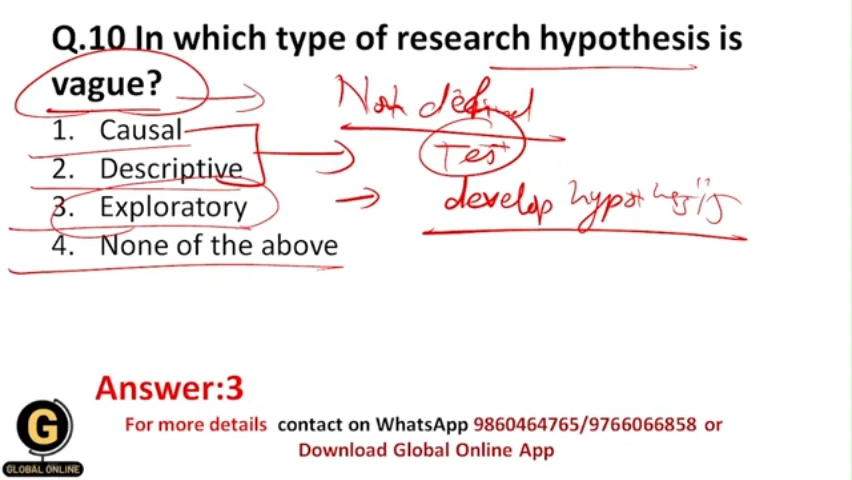 Q.10 In which type of research hypothesis is
vague?
Not defined
1. Causal
Test
2. Descriptive
3. Exploratory
develop hypothesis
4. None of the above
Answer:3
For more details contact on WhatsApp 9860464765/9766066858 or
Download Global Online App
G
GLOBAL ONLINE